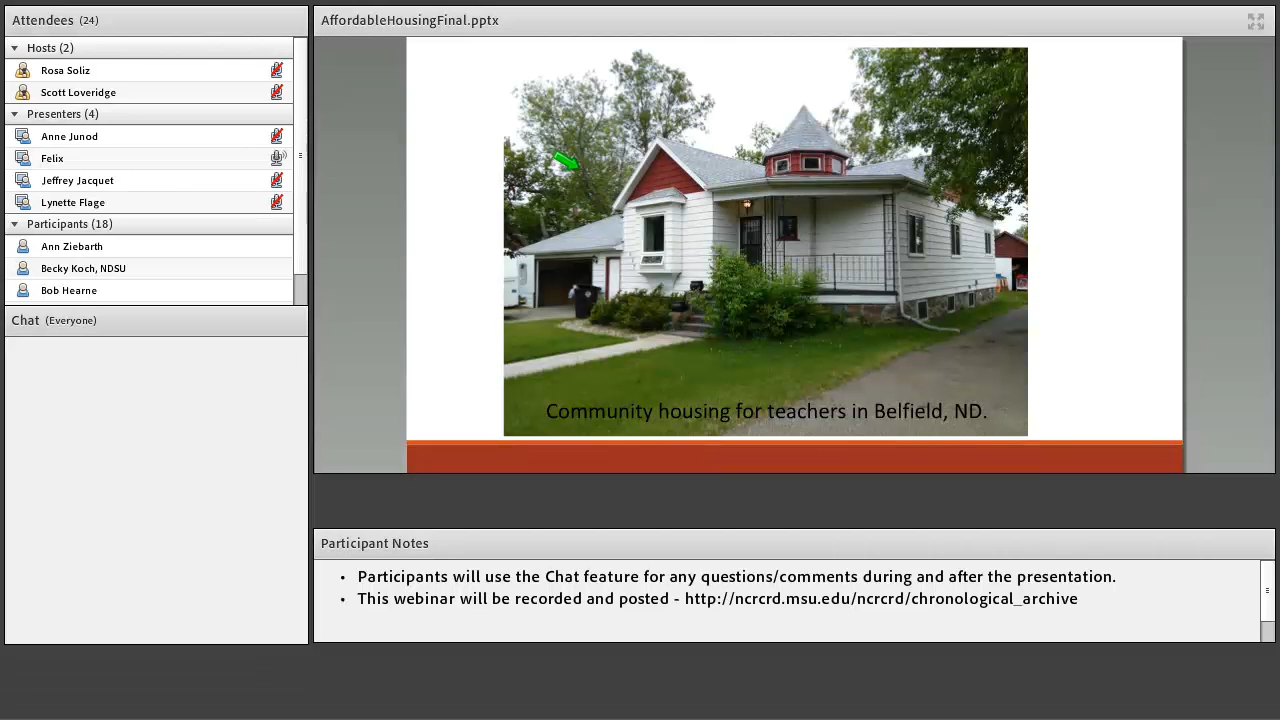 Attendees (24)
Hosts (2)
Rosa Soliz
Scott Loveridge
Presenters (4)
Anne Junod
Felix
Jeffrey Jacquet
Lynette Flage
Participants (18)
Ann Ziebarth
Becky Koch, NDSU
Bob Hearne
Chat (Everyone)
AffordableHousingFinal.pptx
Community housing for teachers in Belfield, ND.
Participant Notes
• Participants will use the Chat feature for any questions/comments during and after the presentation.
• This webinar will be recorded and posted - http://ncrcrd.msu.edu/ncrcrd/chronological_archive